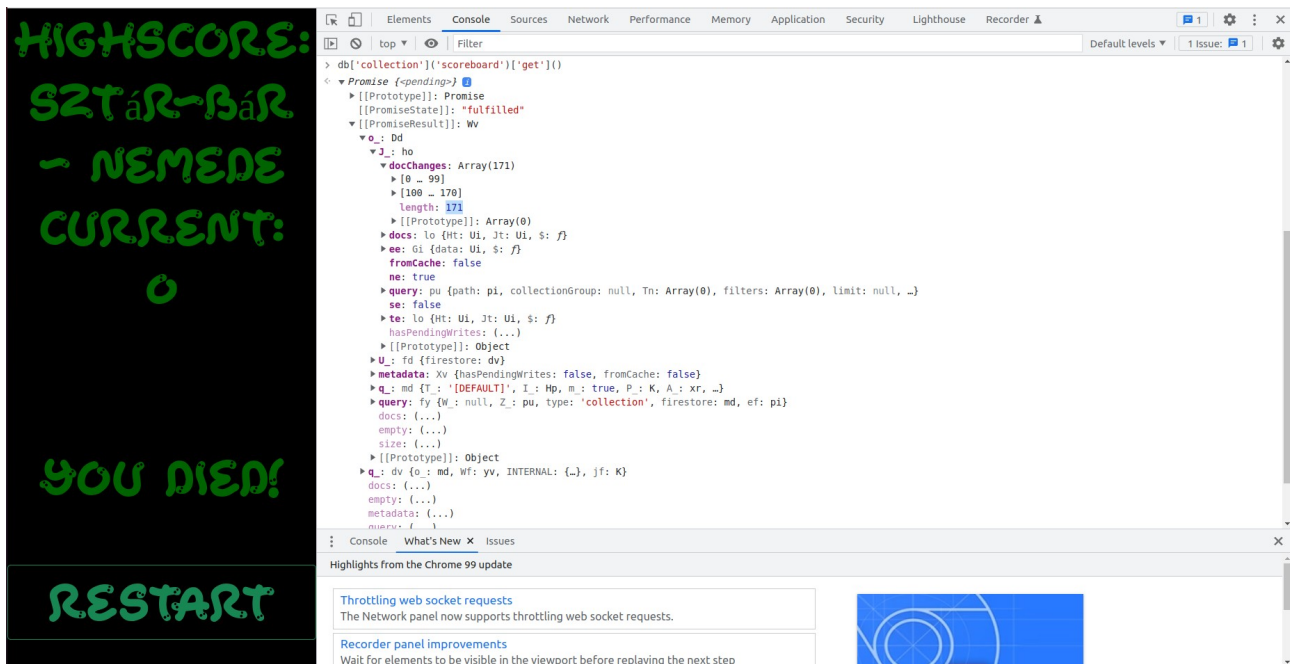 HIGHSCORE:
SZTáR-BáR
- NEMEDE
CURRENT:
0
YOU DIED!
RESTART
Elements Console Sources Network Performance Memory Application Security Lighthouse Recorder 1
top ▼ Filter Default levels ▼ 1 Issue: 1
> db['collection']('scoreboard')['get']()
▼ Promise {<pending>} i
▶ [[Prototype]]: Promise
[[PromiseState]]: "fulfilled"
▼ [[PromiseResult]]: Wv
▼ o_: Dd
▼ J_: ho
▼ docChanges: Array(171)
▶ [0 … 99]
▶ [100 … 170]
length: 171
▶ [[Prototype]]: Array(0)
▶ docs: lo {Ht: Ui, Jt: Ui, $: ƒ}
▶ ee: Gi {data: Ui, $: ƒ}
fromCache: false
ne: true
▶ query: pu {path: pi, collectionGroup: null, Tn: Array(0), filters: Array(0), limit: null, …}
se: false
▶ te: lo {Ht: Ui, Jt: Ui, $: ƒ}
hasPendingWrites: (...)
▶ [[Prototype]]: Object
▶ U_: fd {firestore: dv}
▶ metadata: Xv {hasPendingWrites: false, fromCache: false}
▶ q_: md {T_: '[DEFAULT]', I_: Hp, m_: true, P_: K, A_: xr, …}
▶ query: fy {W_: null, Z_: pu, type: 'collection', firestore: md, ef: pi}
docs: (...)
empty: (...)
size: (...)
▶ [[Prototype]]: Object
▶ q_: dv {o_: md, Wf: yv, INTERNAL: {…}, jf: K}
docs: (...)
empty: (...)
metadata: (...)
query: (...)
Console What's New × Issues
Highlights from the Chrome 99 update
Throttling web socket requests
The Network panel now supports throttling web socket requests.
Recorder panel improvements
Wait for elements to be visible in the viewport before replaying the next step